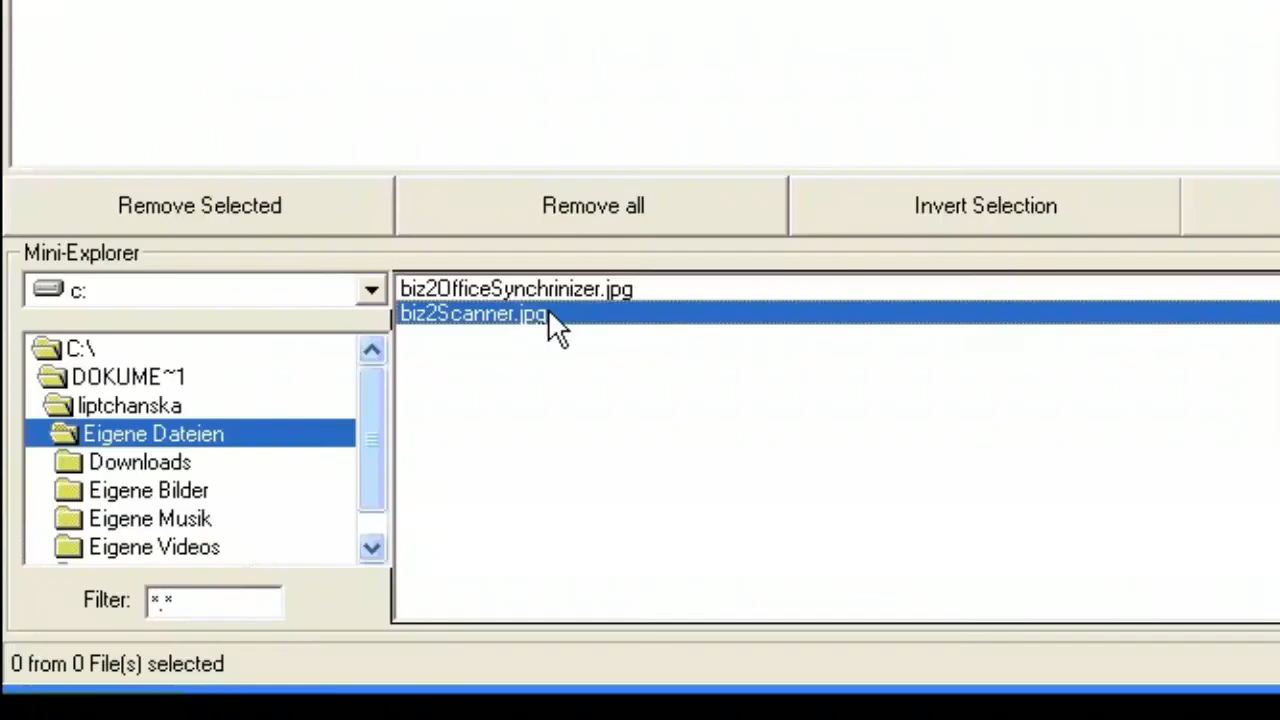 Remove Selected
Remove all
Invert Selection
Mini-Explorer
c:
biz2OfficeSynchrinizer.jpg
biz2Scanner.jpg
C:\
DOKUME~1
liptchanska
Eigene Dateien
Downloads
Eigene Bilder
Eigene Musik
Eigene Videos
Filter: *.*
0 from 0 File(s) selected